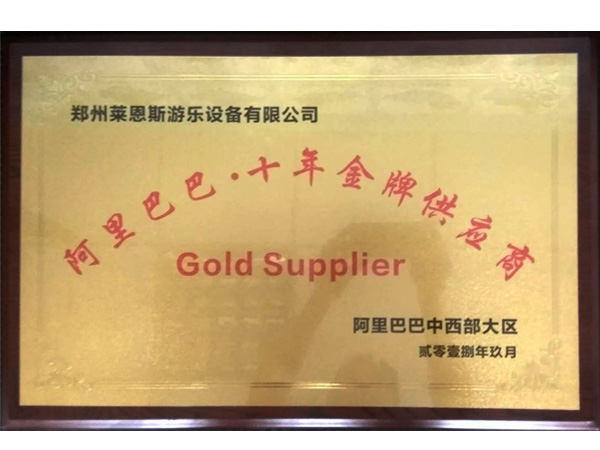 郑州莱恩斯游乐设备有限公司
阿里巴巴·十年金牌供应商
Gold Supplier
阿里巴巴中西部大区
贰零壹捌年玖月